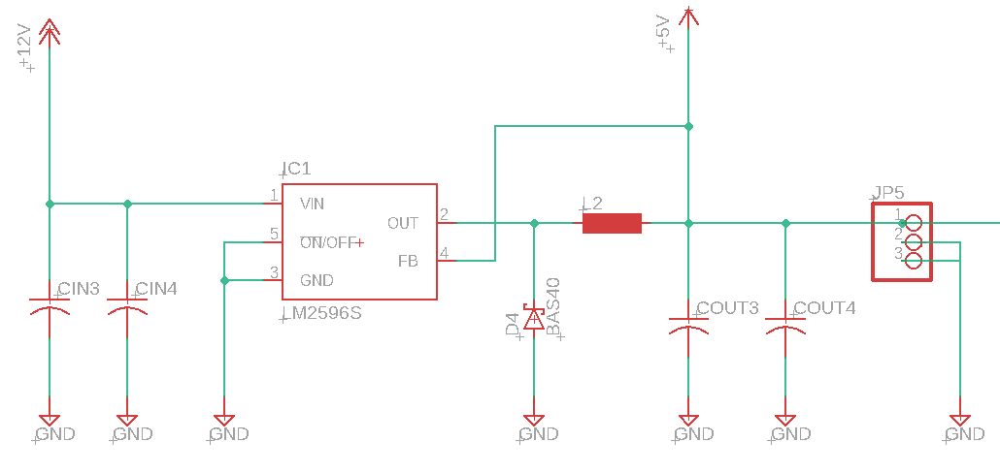 +12V
+5V
IC1
1
VIN
5
ON/OFF
3
GND
OUT
2
FB
4
LM2596S
L2
JP5
1
2
3
CIN3
CIN4
D4
BAS40
COUT3
COUT4
GND
GND
GND
GND
GND
GND
GND